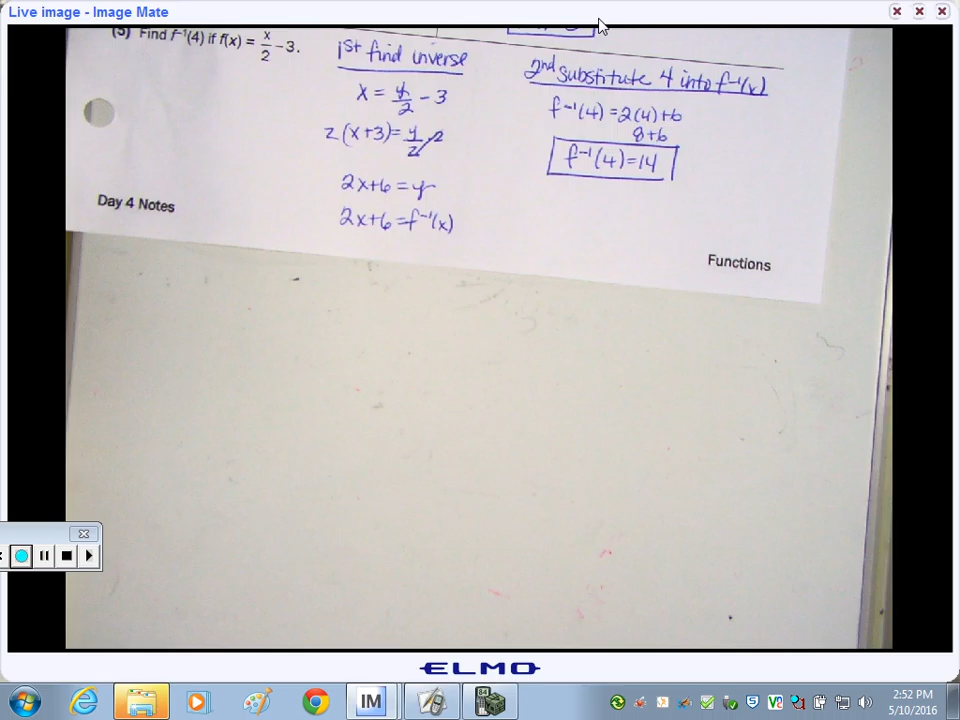 Live image - Image Mate
(5) Find f⁻¹(4) if f(x) = x/2 - 3.
1st find inverse
x = y/2 - 3
2(x+3) = y/2 · 2
2x+6 = y
2x+6 = f⁻¹(x)
2nd substitute 4 into f⁻¹(x)
f⁻¹(4) = 2(4)+6
8+6
f⁻¹(4) = 14
Day 4 Notes
Functions
ELMO
IM
84
V2
2:52 PM
5/10/2016